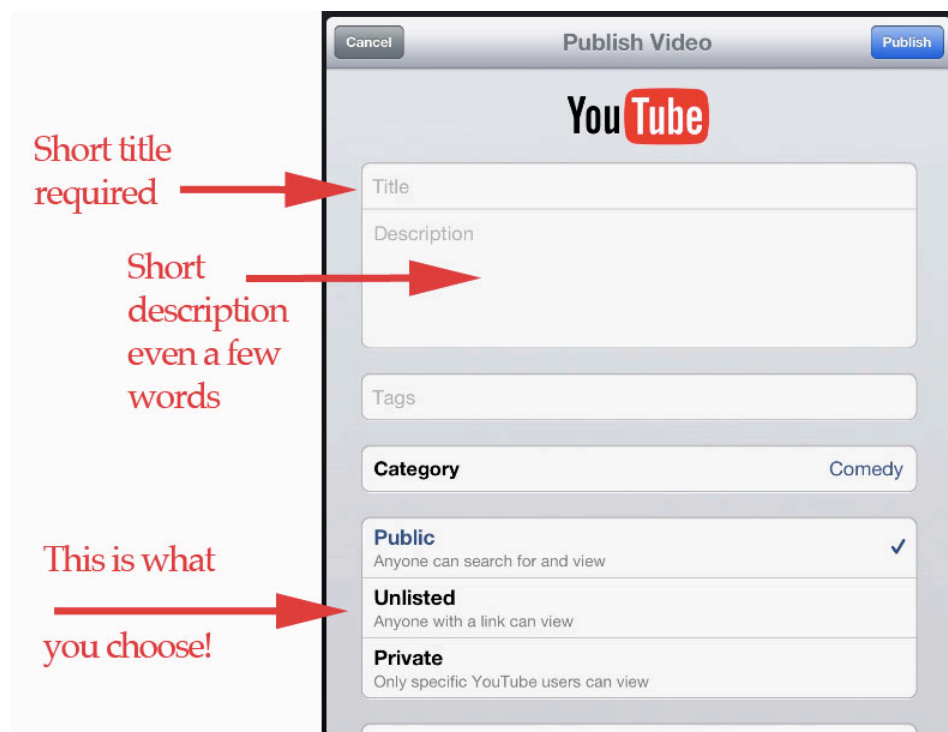 Cancel
Publish Video
Publish
YouTube
Short title
required
Title
Description
Short
description
even a few
words
Tags
Category
Comedy
Public
Anyone can search for and view
This is what
Unlisted
Anyone with a link can view
you choose!
Private
Only specific YouTube users can view